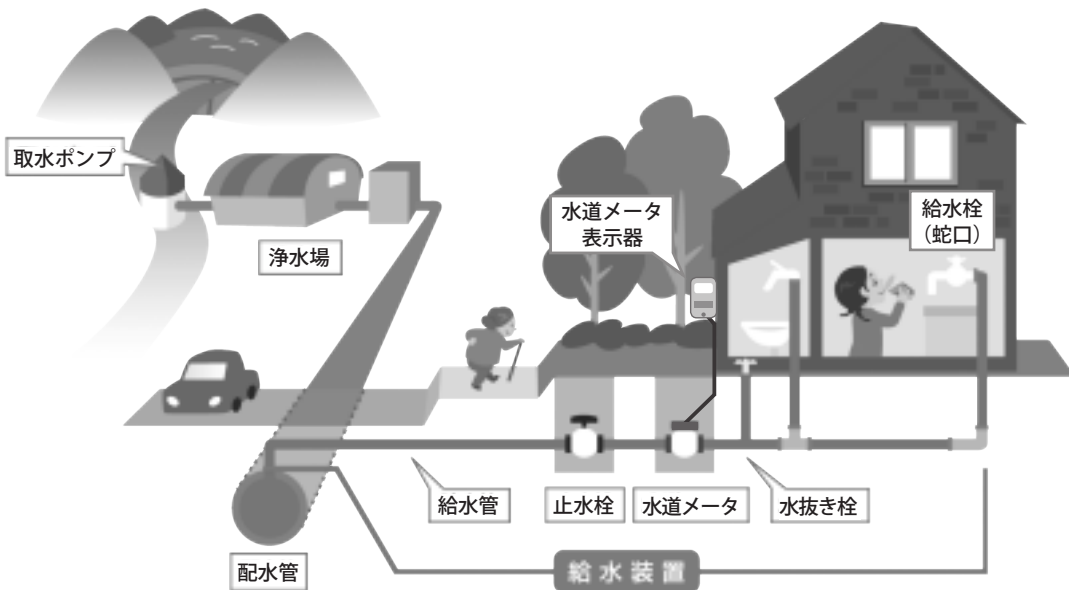 取水ポンプ
浄水場
水道メータ
表示器
給水栓
（蛇口）
給水管
止水栓
水道メータ
水抜き栓
配水管
給水装置